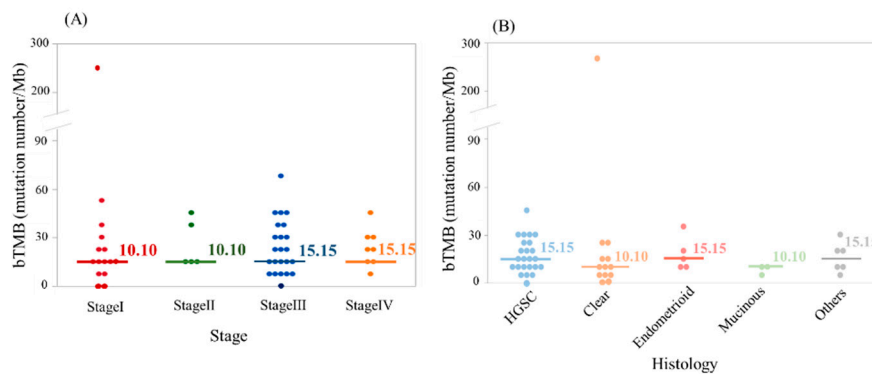 (A)
300
200
90
60
30
0
bTMB (mutation number/Mb)
10.10
10.10
15.15
15.15
StageI
StageII
StageIII
StageIV
Stage
(B)
300
200
90
60
30
0
bTMB (mutation number/Mb)
15.15
10.10
15.15
10.10
15.15
HGSC
Clear
Endometrioid
Mucinous
Others
Histology